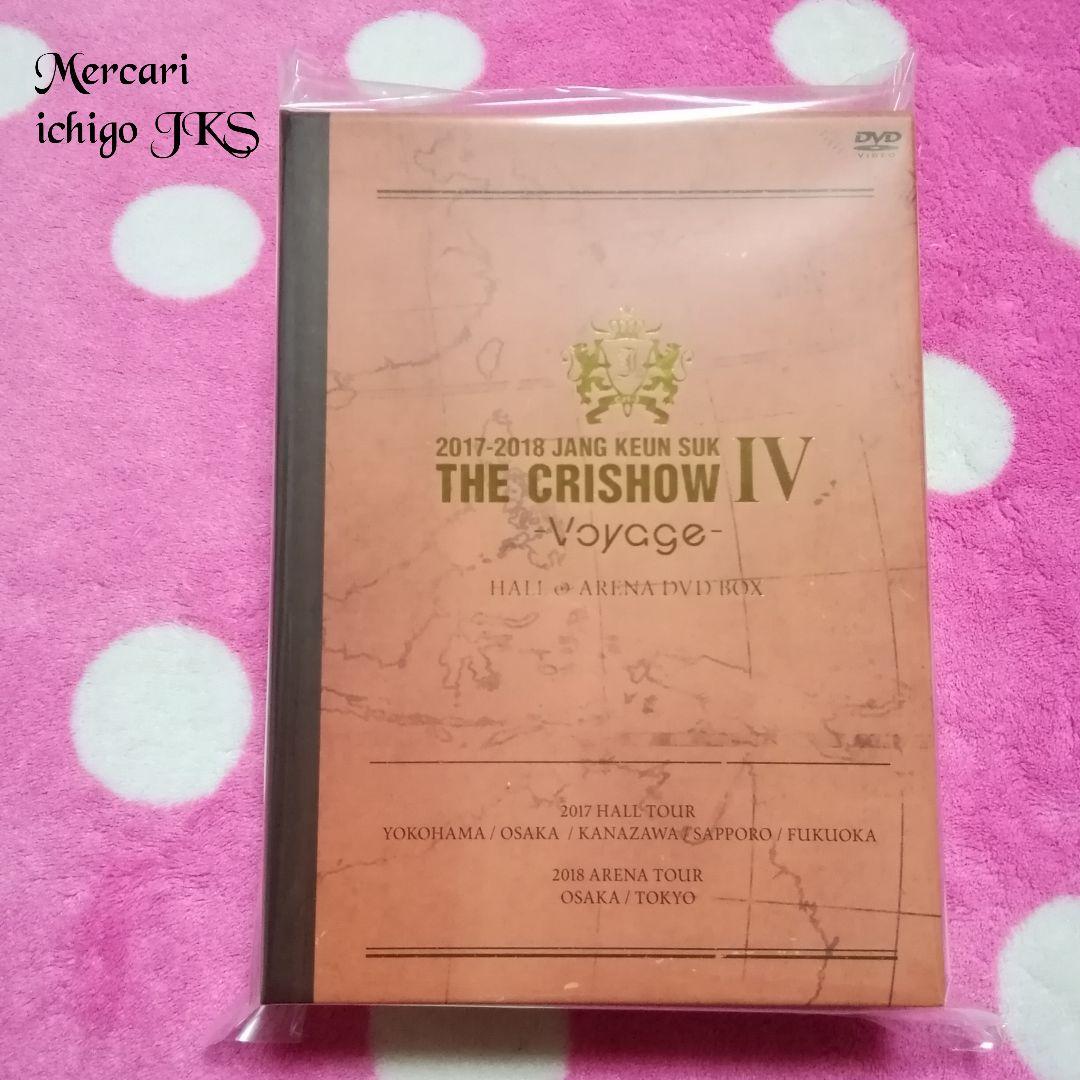 Mercari
ichigo JKS
DVD
VIDEO
J
2017-2018 JANG KEUN SUK
THE CRISHOW IV
-Voyage-
HALL & ARENA DVD BOX
2017 HALL TOUR
YOKOHAMA / OSAKA / KANAZAWA / SAPPORO / FUKUOKA
2018 ARENA TOUR
OSAKA / TOKYO